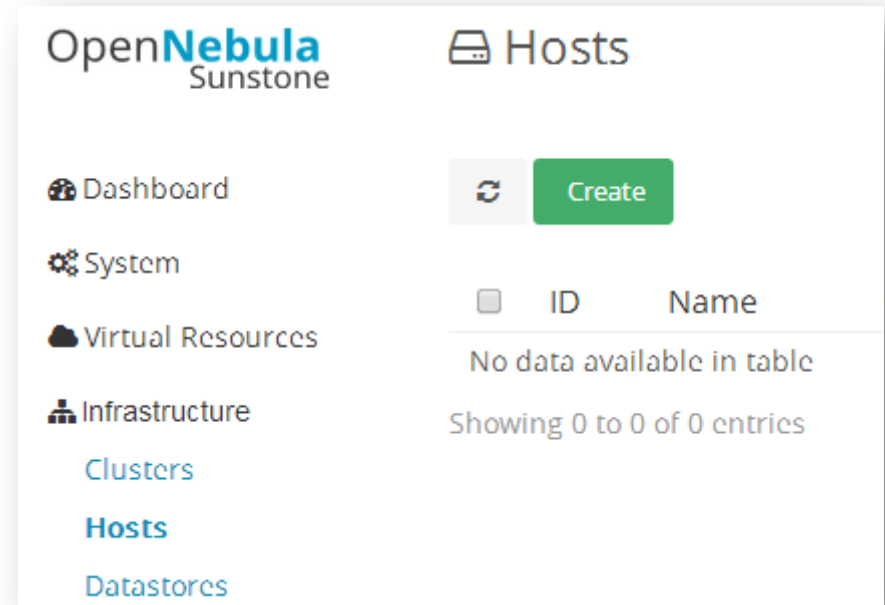 OpenNebula
Sunstone
Hosts
Dashboard
System
Virtual Resources
Infrastructure
Clusters
Hosts
Datastores
Create
ID Name
No data available in table
Showing 0 to 0 of 0 entries